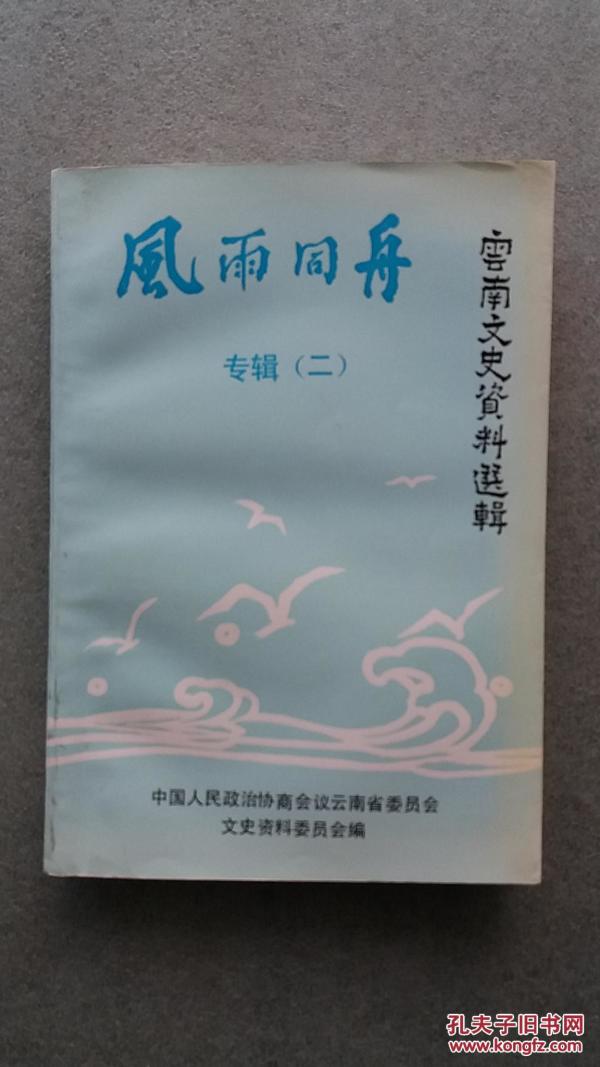 風雨同舟
专辑（二）
雲南文史資料選輯
中国人民政治协商会议云南省委员会
文史资料委员会编
孔夫子旧书网
www.kongfz.com